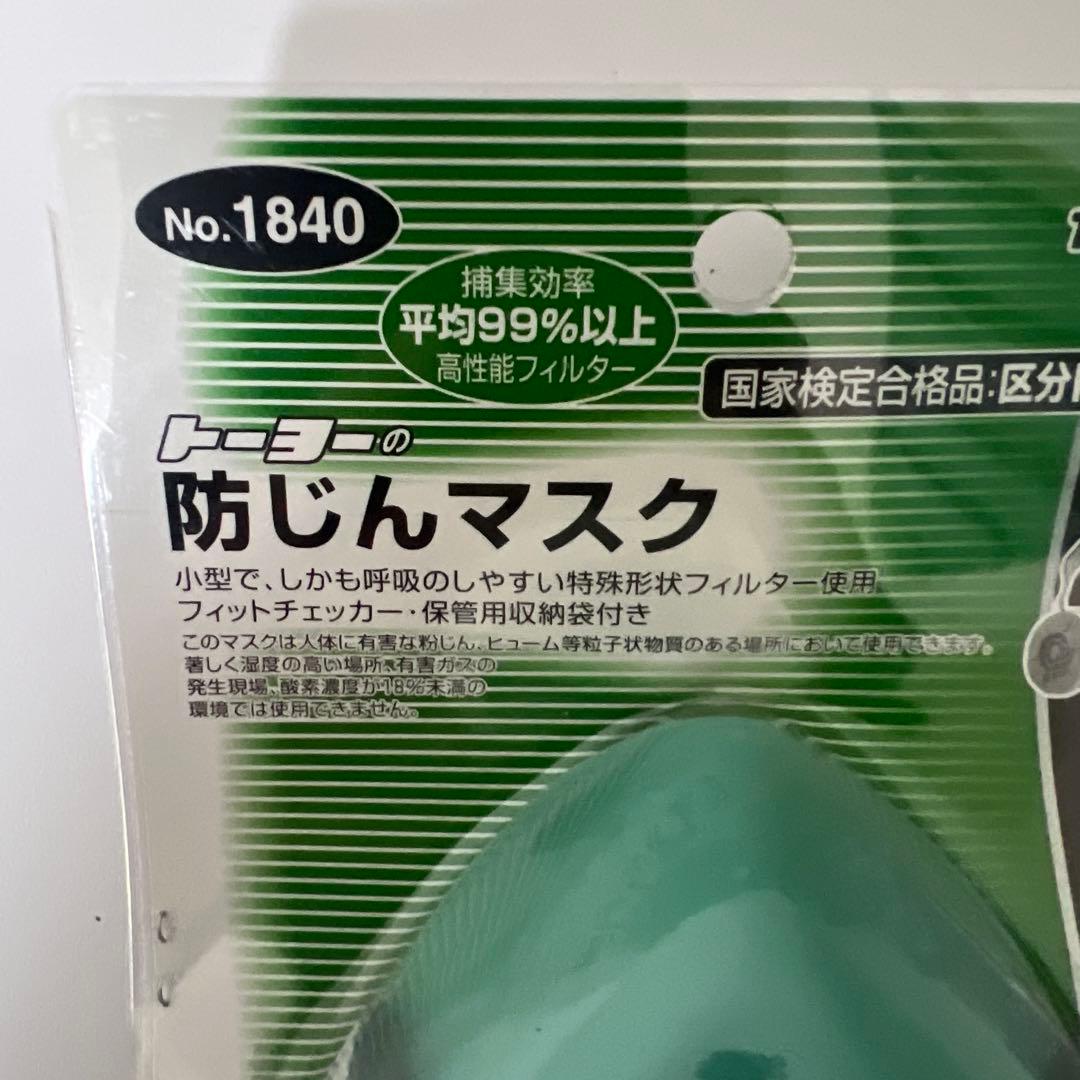 No.1840
捕集効率
平均99%以上
高性能フィルター
国家検定合格品:区分
トーヨーの
防じんマスク
小型で、しかも呼吸のしやすい特殊形状フィルター使用
フィットチェッカー・保管用収納袋付き
このマスクは人体に有害な粉じん、ヒューム等粒子状物質のある場所において使用できます。
著しく湿度の高い場所、有害ガスの
発生現場、酸素濃度が18%未満の
環境では使用できません。